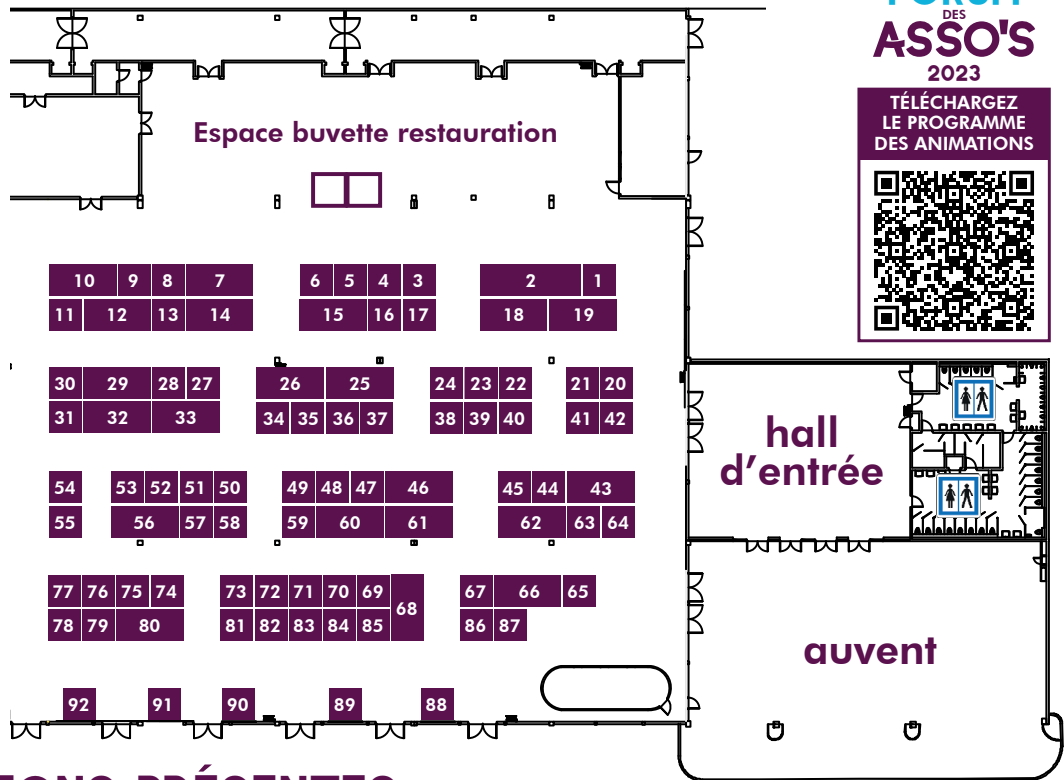 FORUM
DES
ASSO'S
2023
TÉLÉCHARGEZ
LE PROGRAMME
DES ANIMATIONS
Espace buvette restauration
10 9 8 7 6 5 4 3 2 1
11 12 13 14 15 16 17 18 19
30 29 28 27 26 25 24 23 22 21 20
31 32 33 34 35 36 37 38 39 40 41 42
hall
d'entrée
54 53 52 51 50 49 48 47 46 45 44 43
55 56 57 58 59 60 61 62 63 64
77 76 75 74 73 72 71 70 69 68 67 66 65
78 79 80 81 82 83 84 85 86 87
auvent
92 91 90 89 88
PRÉSENTES